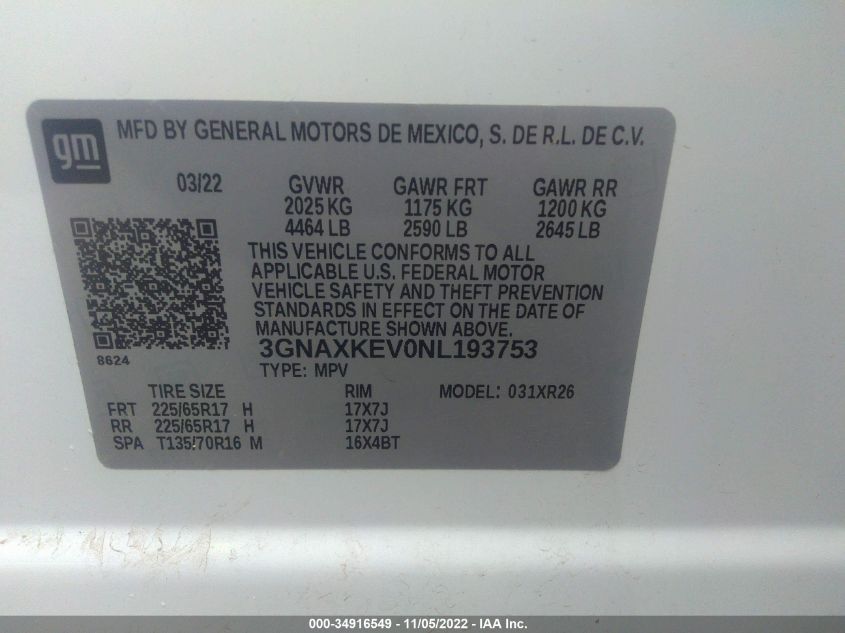 gm
MFD BY GENERAL MOTORS DE MEXICO, S. DE R.L. DE C.V.
03/22 GVWR GAWR FRT GAWR RR
2025 KG 1175 KG 1200 KG
4464 LB 2590 LB 2645 LB
THIS VEHICLE CONFORMS TO ALL
APPLICABLE U.S. FEDERAL MOTOR
VEHICLE SAFETY AND THEFT PREVENTION
STANDARDS IN EFFECT ON THE DATE OF
MANUFACTURE SHOWN ABOVE.
8624
3GNAXKEV0NL193753
TYPE: MPV
TIRE SIZE RIM MODEL: 031XR26
FRT 225/65R17 H 17X7J
RR 225/65R17 H 17X7J
SPA T135/70R16 M 16X4BT
000-34916549 - 11/05/2022 - IAA Inc.